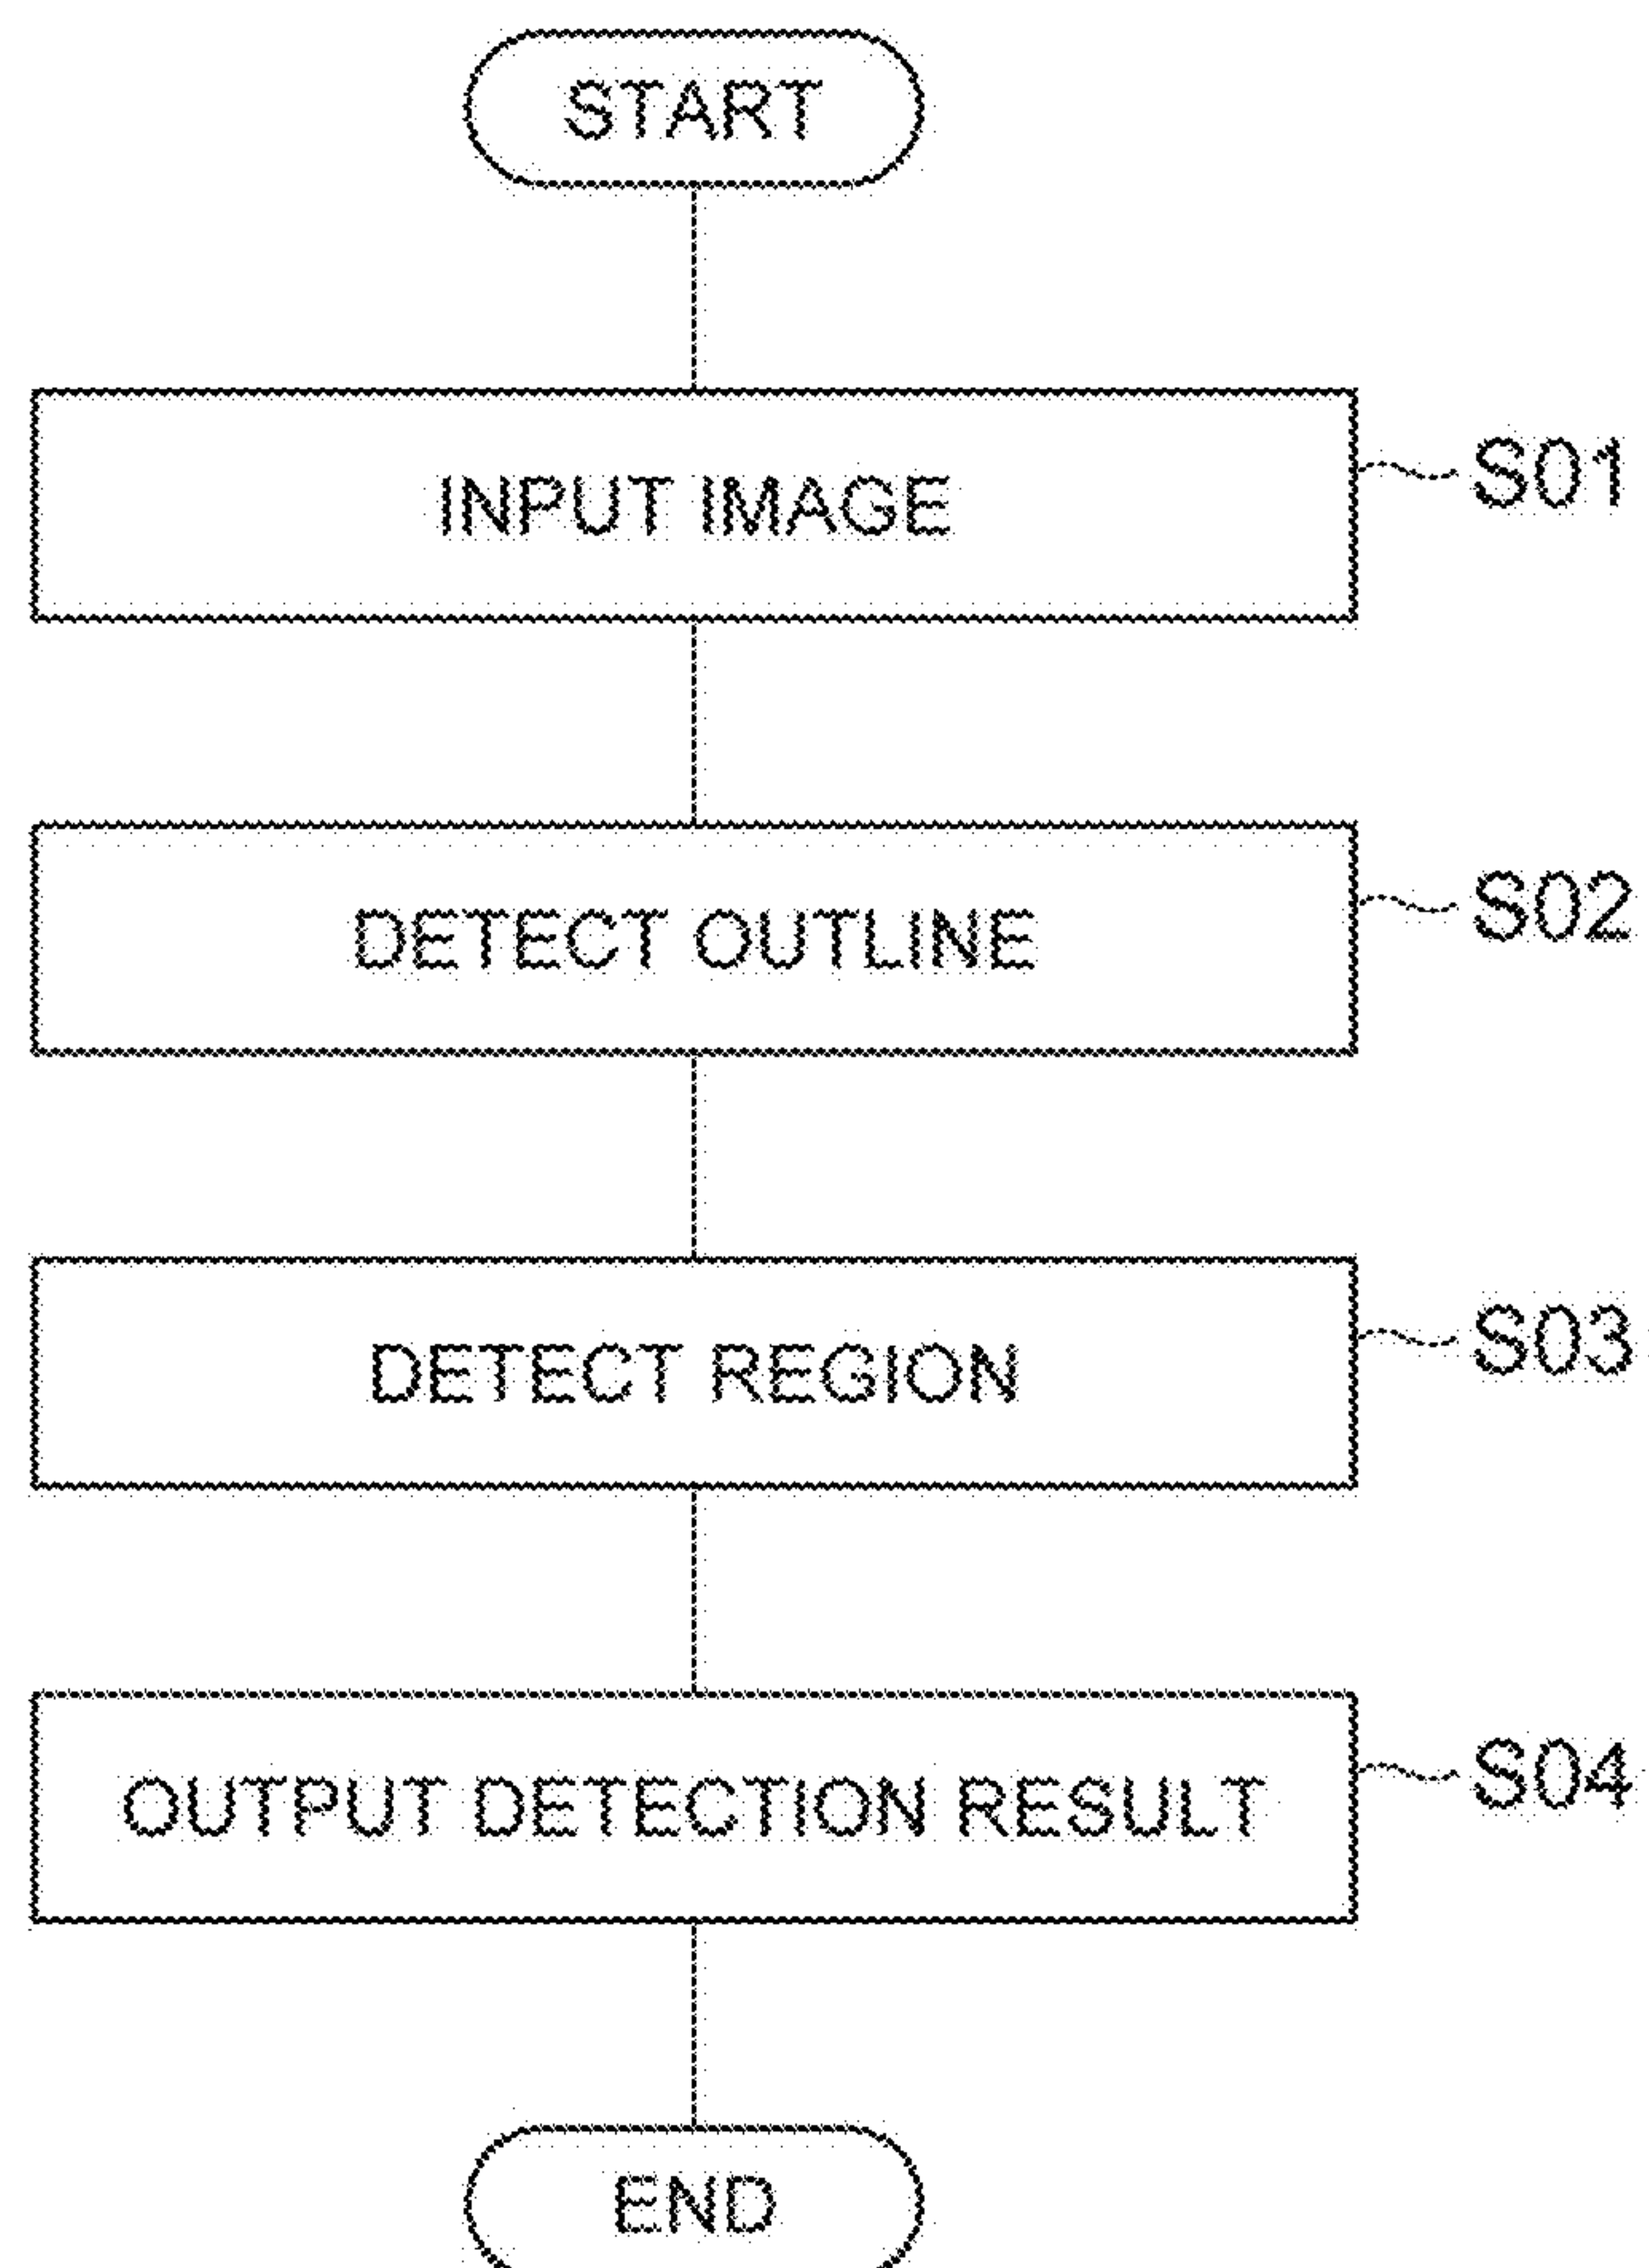 START
INPUT IMAGE
S01
DETECT OUTLINE
S02
DETECT REGION
S03
OUTPUT DETECTION RESULT
S04
END